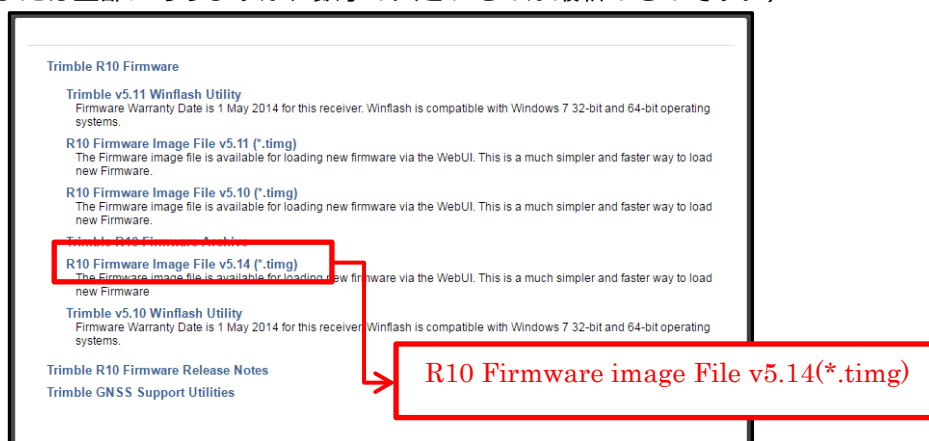 Trimble R10 Firmware
Trimble v5.11 Winflash Utility
Firmware Warranty Date is 1 May 2014 for this receiver. Winflash is compatible with Windows 7 32-bit and 64-bit operating
systems.
R10 Firmware Image File v5.11 (*.timg)
The Firmware image file is available for loading new firmware via the WebUI. This is a much simpler and faster way to load
new Firmware.
R10 Firmware Image File v5.10 (*.timg)
The Firmware image file is available for loading new firmware via the WebUI. This is a much simpler and faster way to load
new Firmware.
Trimble R10 Firmware Archive
R10 Firmware Image File v5.14 (*.timg)
The Firmware image file is available for loading new firmware via the WebUI. This is a much simpler and faster way to load
new Firmware
Trimble v5.10 Winflash Utility
Firmware Warranty Date is 1 May 2014 for this receiver. Winflash is compatible with Windows 7 32-bit and 64-bit operating
systems.
R10 Firmware image File v5.14(*.timg)
Trimble R10 Firmware Release Notes
Trimble GNSS Support Utilities